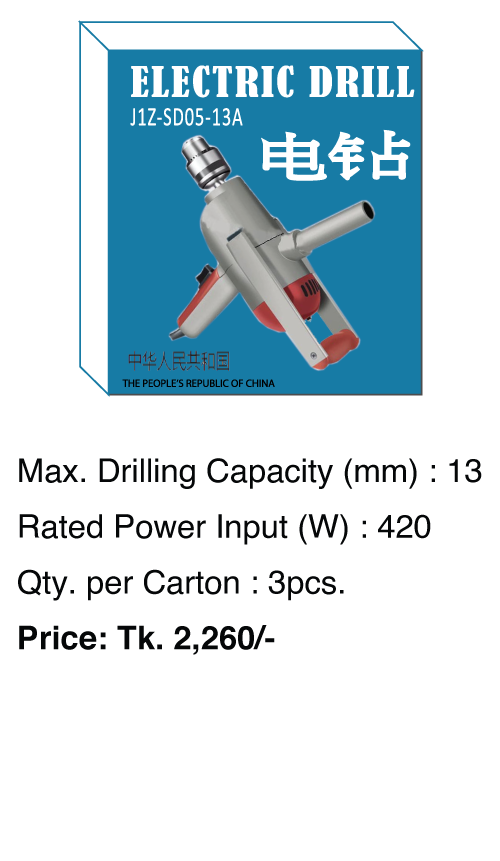 ELECTRIC DRILL
J1Z-SD05-13A
电钻
中华人民共和国
THE PEOPLE'S REPUBLIC OF CHINA
Max. Drilling Capacity (mm) : 13
Rated Power Input (W) : 420
Qty. per Carton : 3pcs.
Price: Tk. 2,260/-